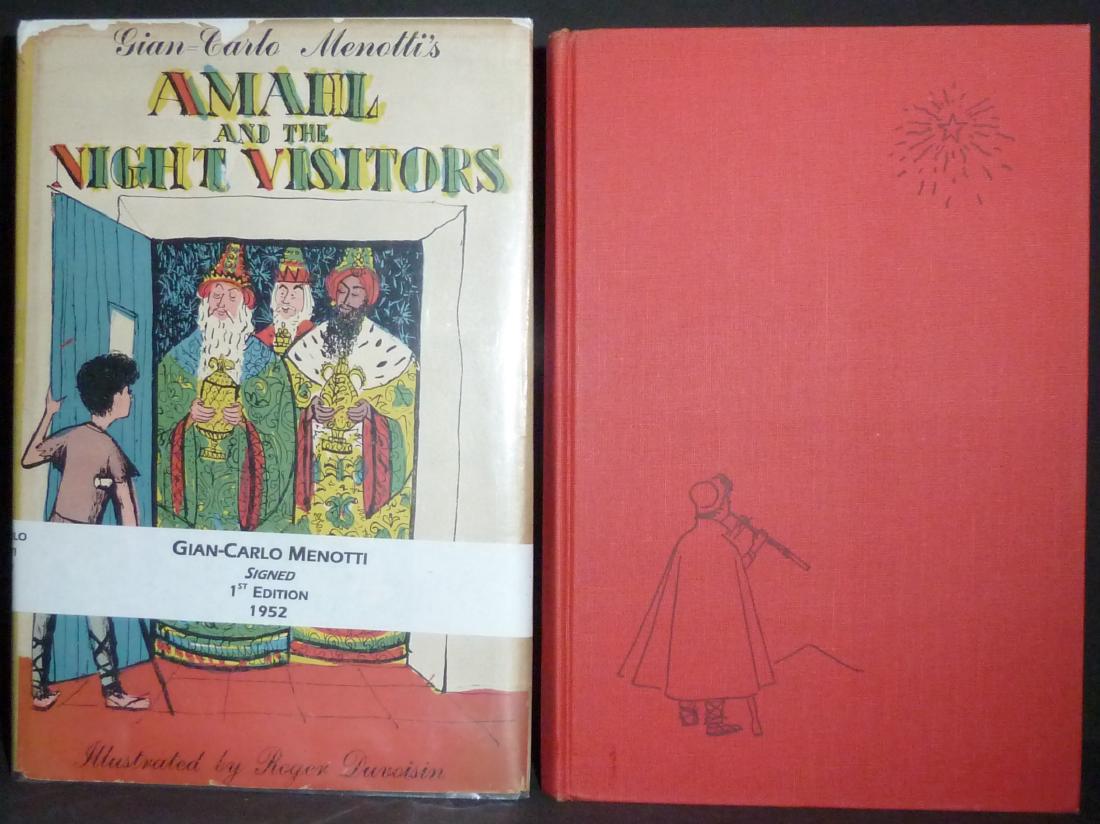 Gian=Carlo Menotti's
AMAHL
AND THE
NIGHT VISITORS
GIAN-CARLO MENOTTI
SIGNED
1ST EDITION
1952
Illustrated by Roger Duvoisin